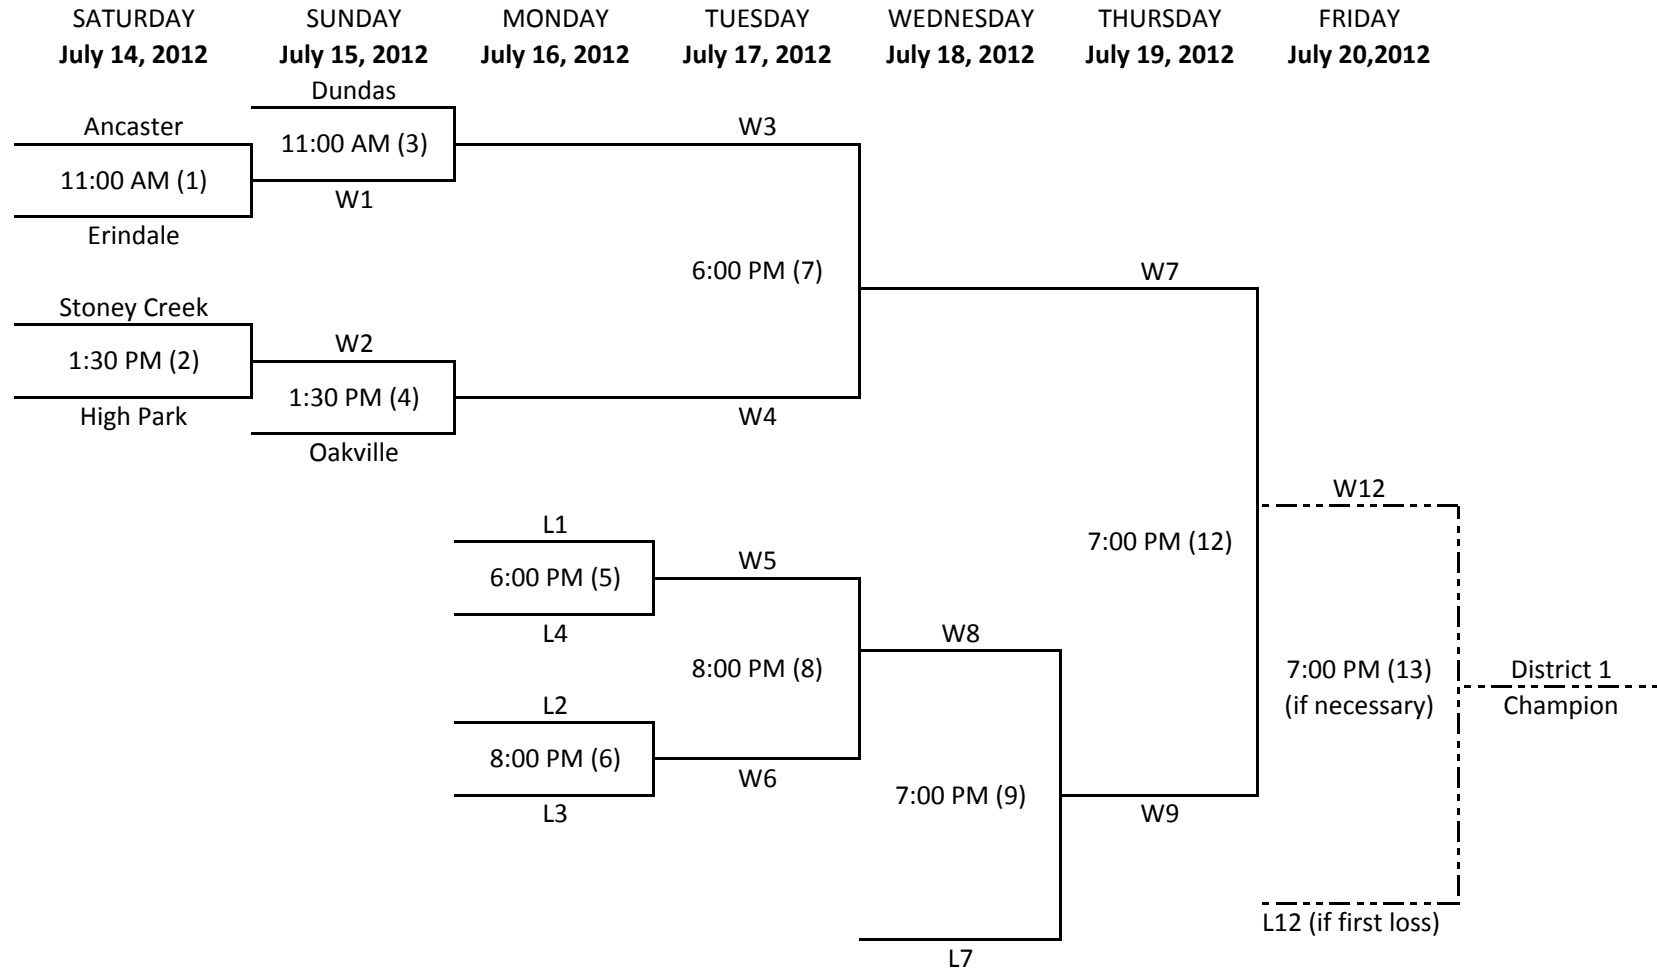 SATURDAY SUNDAY MONDAY TUESDAY WEDNESDAY THURSDAY FRIDAY
July 14, 2012 July 15, 2012 July 16, 2012 July 17, 2012 July 18, 2012 July 19, 2012 July 20,2012
Dundas
Ancaster W3
11:00 AM (3)
11:00 AM (1)
W1
Erindale
6:00 PM (7) W7
Stoney Creek
W2
1:30 PM (2)
1:30 PM (4)
High Park W4
Oakville
W12
L1
7:00 PM (12)
W5
6:00 PM (5)
L4 W8
8:00 PM (8) 7:00 PM (13) District 1
L2 (if necessary) Champion
8:00 PM (6)
W6
7:00 PM (9)
L3 W9
L12 (if first loss)
L7